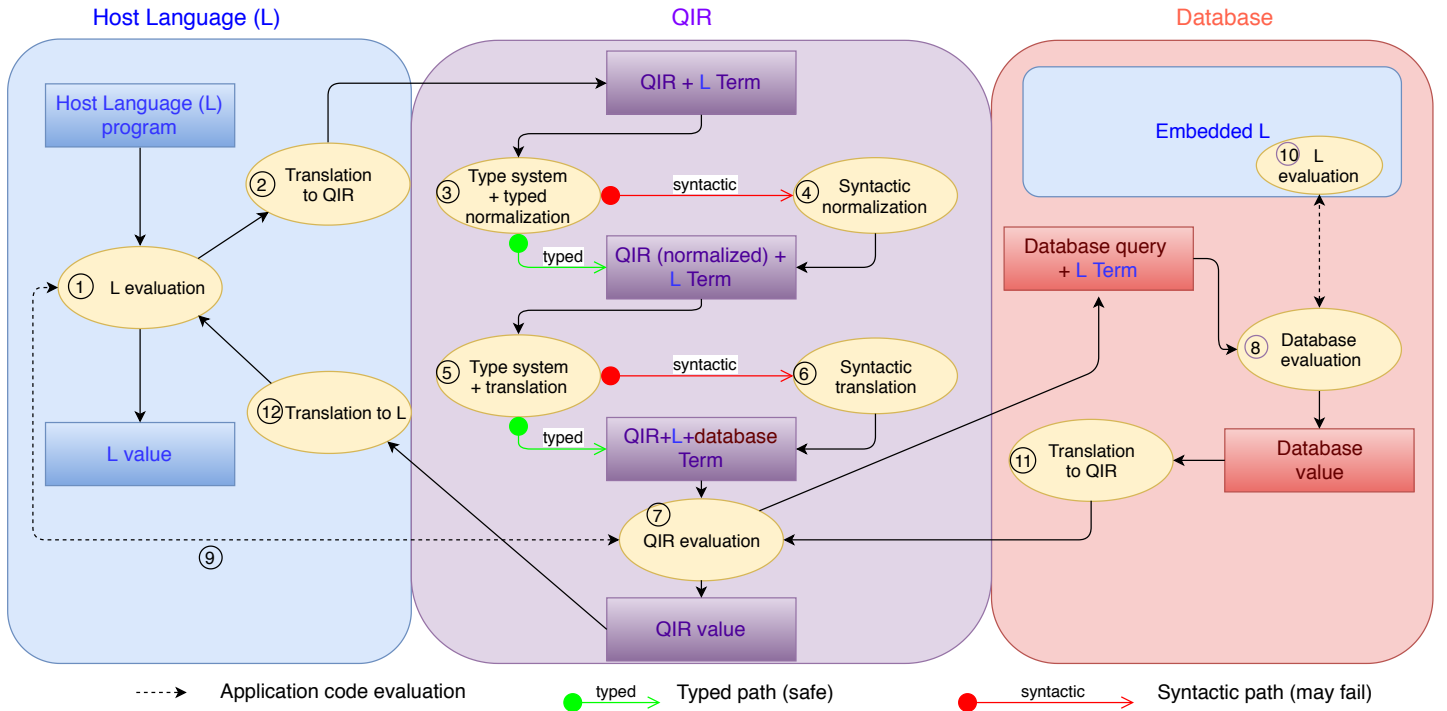 Host Language (L)
QIR
Database
Host Language (L)
program
2
Translation
to QIR
1
L evaluation
12
Translation to L
L value
9
QIR + L Term
3
Type system
+ typed
normalization
syntactic
4
Syntactic
normalization
typed
QIR (normalized) +
L Term
5
Type system
+ translation
syntactic
6
Syntactic
translation
typed
QIR+L+database
Term
7
QIR evaluation
QIR value
Embedded L
10
L
evaluation
Database query
+ L Term
8
Database
evaluation
11
Translation
to QIR
Database
value
Application code evaluation
typed
Typed path (safe)
syntactic
Syntactic path (may fail)